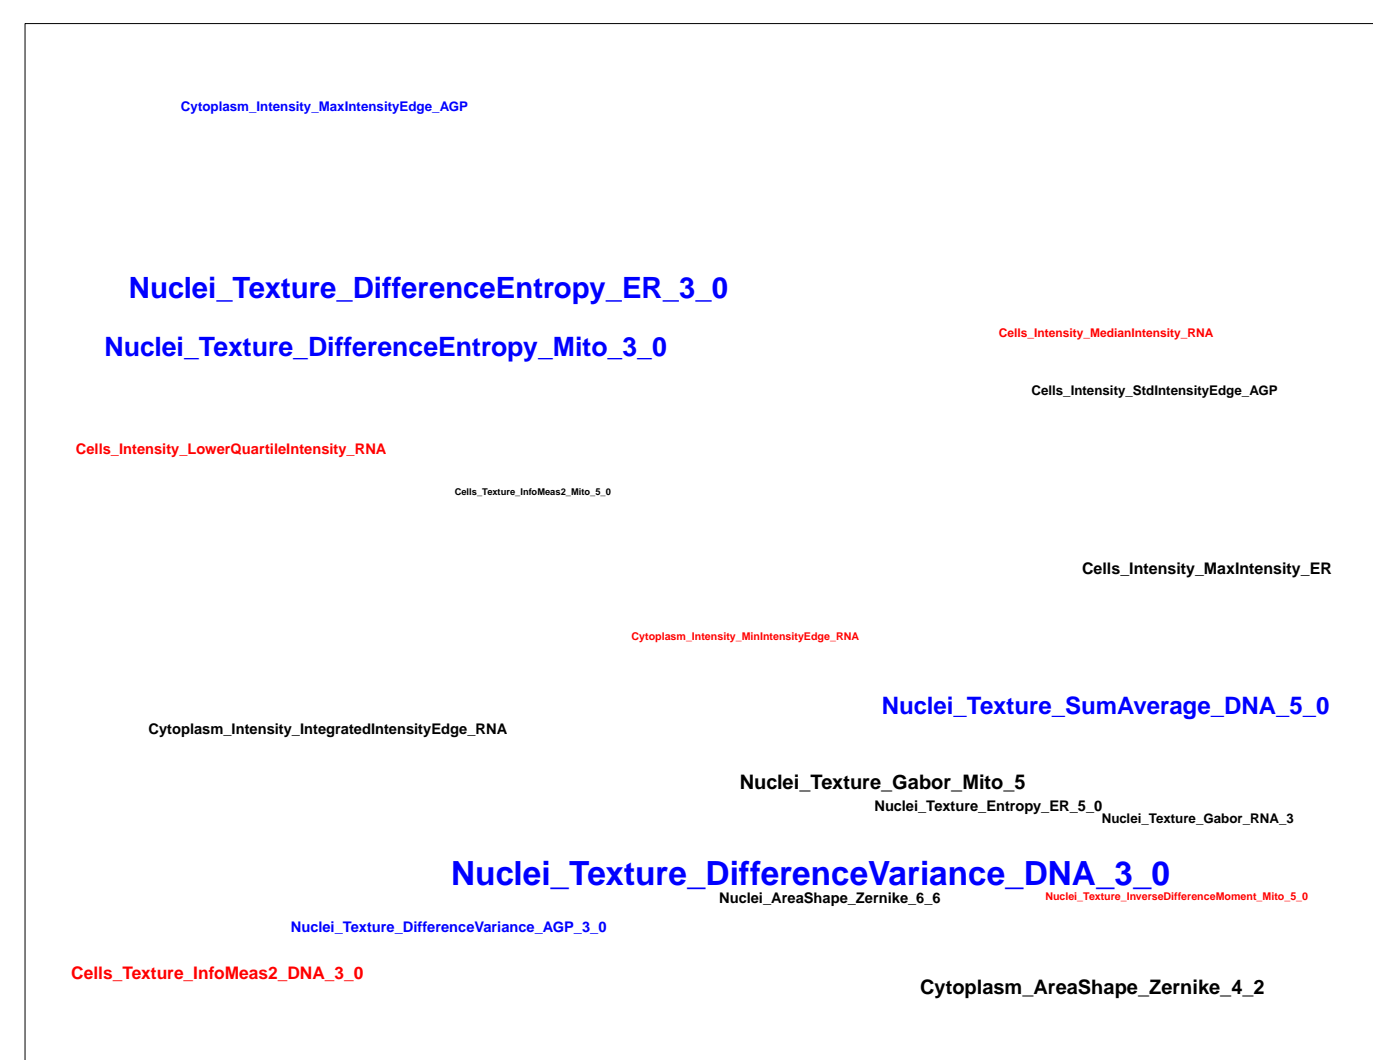 Cytoplasm_Intensity_MaxIntensityEdge_AGP
Nuclei_Texture_DifferenceEntropy_ER_3_0
Cells_Intensity_MedianIntensity_RNA
Nuclei_Texture_DifferenceEntropy_Mito_3_0
Cells_Intensity_StdIntensityEdge_AGP
Cells_Intensity_LowerQuartileIntensity_RNA
Cells_Texture_InfoMeas2_Mito_5_0
Cells_Intensity_MaxIntensity_ER
Cytoplasm_Intensity_MinIntensityEdge_RNA
Nuclei_Texture_SumAverage_DNA_5_0
Cytoplasm_Intensity_IntegratedIntensityEdge_RNA
Nuclei_Texture_Gabor_Mito_5
Nuclei_Texture_Entropy_ER_5_0
Nuclei_Texture_Gabor_RNA_3
Nuclei_Texture_DifferenceVariance_DNA_3_0
Nuclei_AreaShape_Zernike_6_6
Nuclei_Texture_InverseDifferenceMoment_Mito_5_0
Nuclei_Texture_DifferenceVariance_AGP_3_0
Cells_Texture_InfoMeas2_DNA_3_0
Cytoplasm_AreaShape_Zernike_4_2